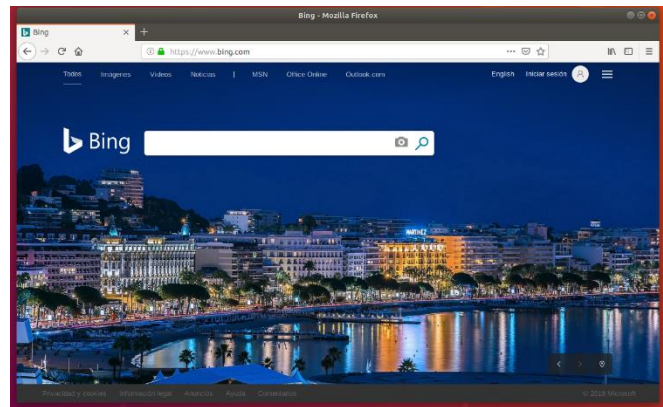 Bing - Mozilla Firefox
Bing
https://www.bing.com
Todos Imágenes Videos Noticias | MSN Office Online Outlook.com English Iniciar sesión
Bing
MARTINEZ
Privacidad y cookies Información legal Anuncios Ayuda Comentarios © 2019 Microsoft